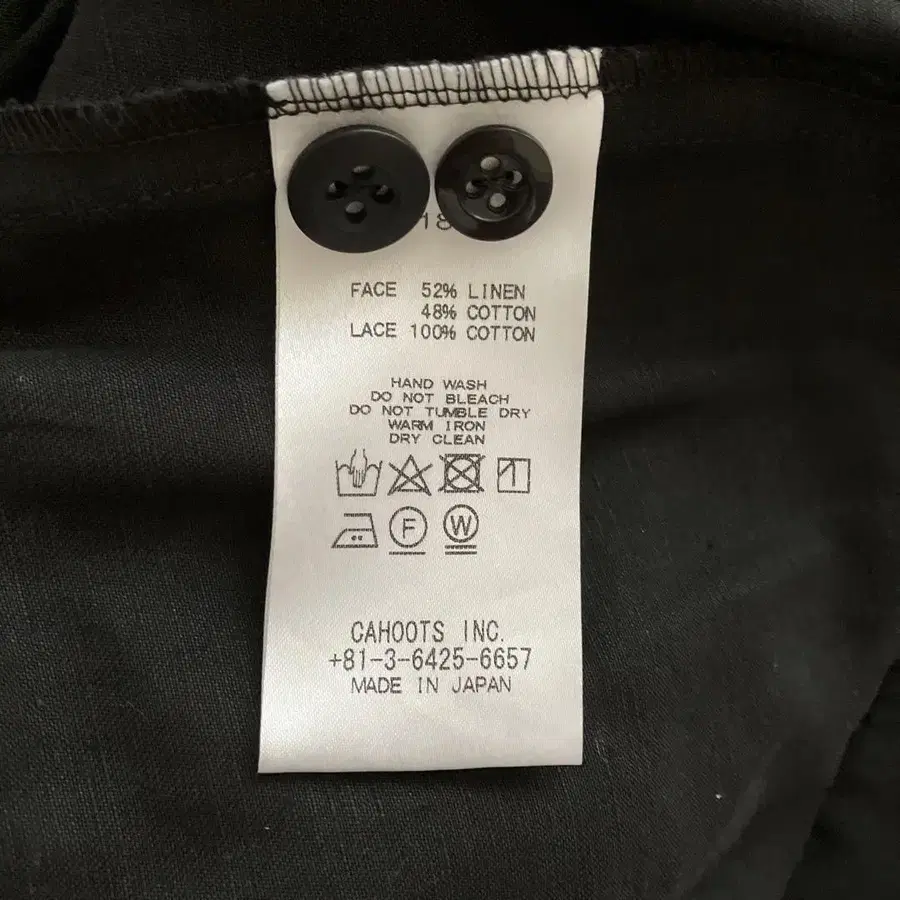 18
FACE 52% LINEN
48% COTTON
LACE 100% COTTON
HAND WASH
DO NOT BLEACH
DO NOT TUMBLE DRY
WARM IRON
DRY CLEAN
F W
CAHOOTS INC.
+81-3-6425-6657
MADE IN JAPAN